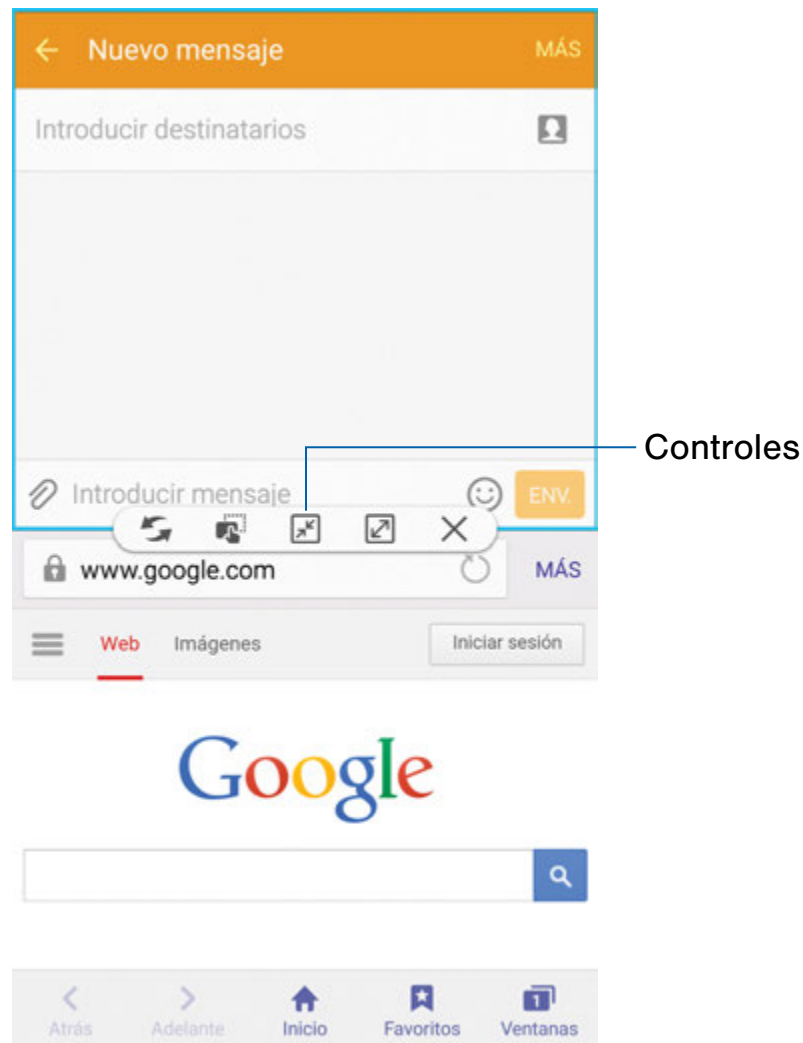 Nuevo mensaje MÁS
Introducir destinatarios
Controles
Introducir mensaje ENV.
www.google.com MÁS
Web Imágenes Iniciar sesión
Google
1
Atrás Adelante Inicio Favoritos Ventanas